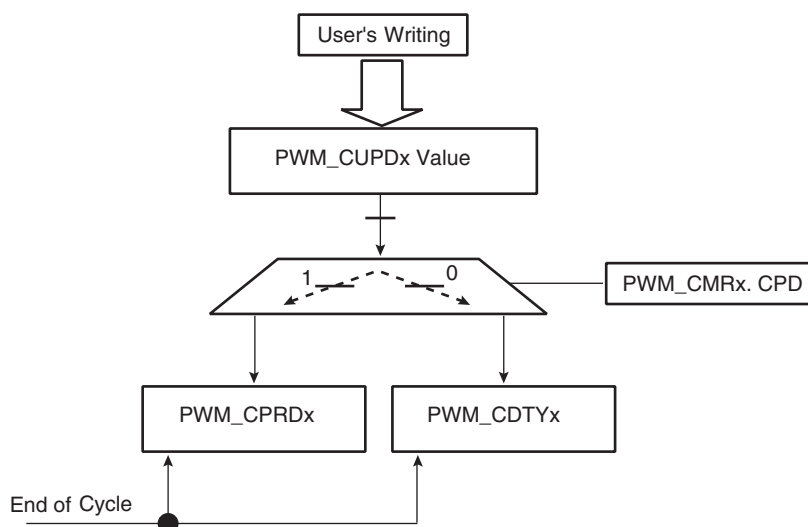 User's Writing
PWM_CUPDx Value
1
0
PWM_CMRx. CPD
PWM_CPRDx
PWM_CDTYx
End of Cycle